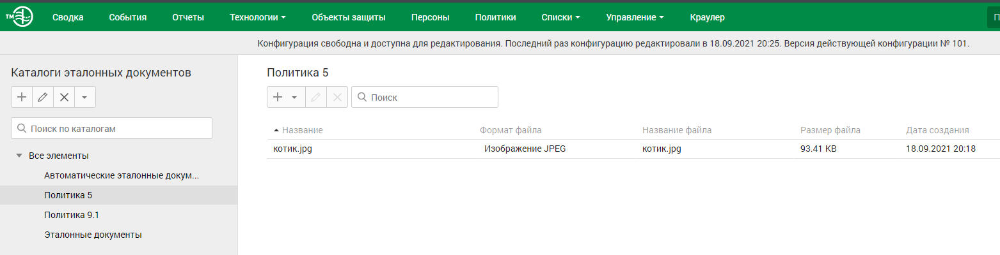 TM Сводка События Отчеты Технологии Объекты защиты Персоны Политики Списки Управление Краулер П
Конфигурация свободна и доступна для редактирования. Последний раз конфигурацию редактировали в 18.09.2021 20:25. Версия действующей конфигурации № 101.
Каталоги эталонных документов
Поиск по каталогам
Все элементы
Автоматические эталонные докум...
Политика 5
Политика 9.1
Эталонные документы
Политика 5
Поиск
Название Формат файла Название файла Размер файла Дата создания
котик.jpg Изображение JPEG котик.jpg 93.41 KB 18.09.2021 20:18